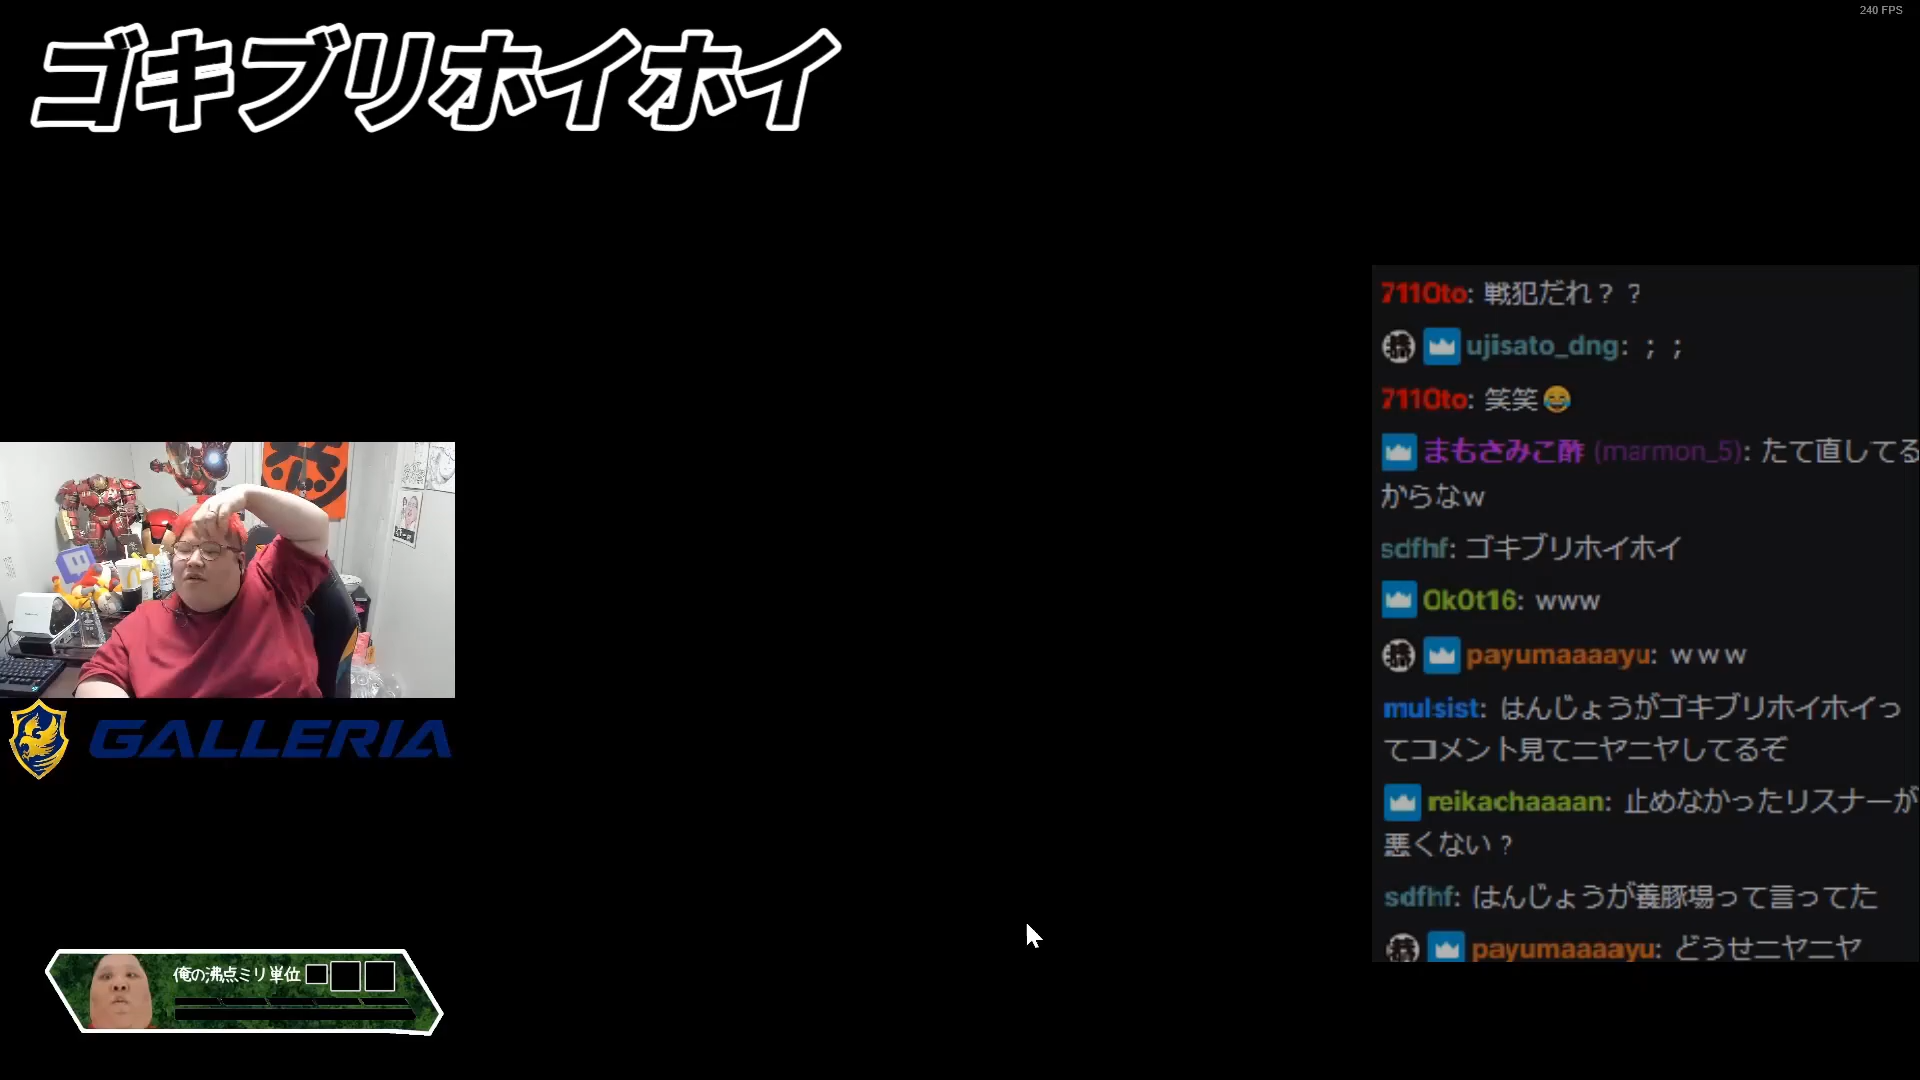 240 FPS
ゴキブリホイホイ
711Oto: 戦犯だれ？？
ujisato_dng: ；；
711Oto: 笑笑😂
まもさみこ酢 (marmon_5): たて直してる
からなw
sdfhf: ゴキブリホイホイ
0k0t16: www
payumaaaayu: ｗｗｗ
mulsist: はんじょうがゴキブリホイホイっ
てコメント見てニヤニヤしてるぞ
reikachaaaan: 止めなかったリスナーが
悪くない？
sdfhf: はんじょうが養豚場って言ってた
payumaaaayu: どうせニヤニヤ
GALLERIA
俺の沸点ミリ単位